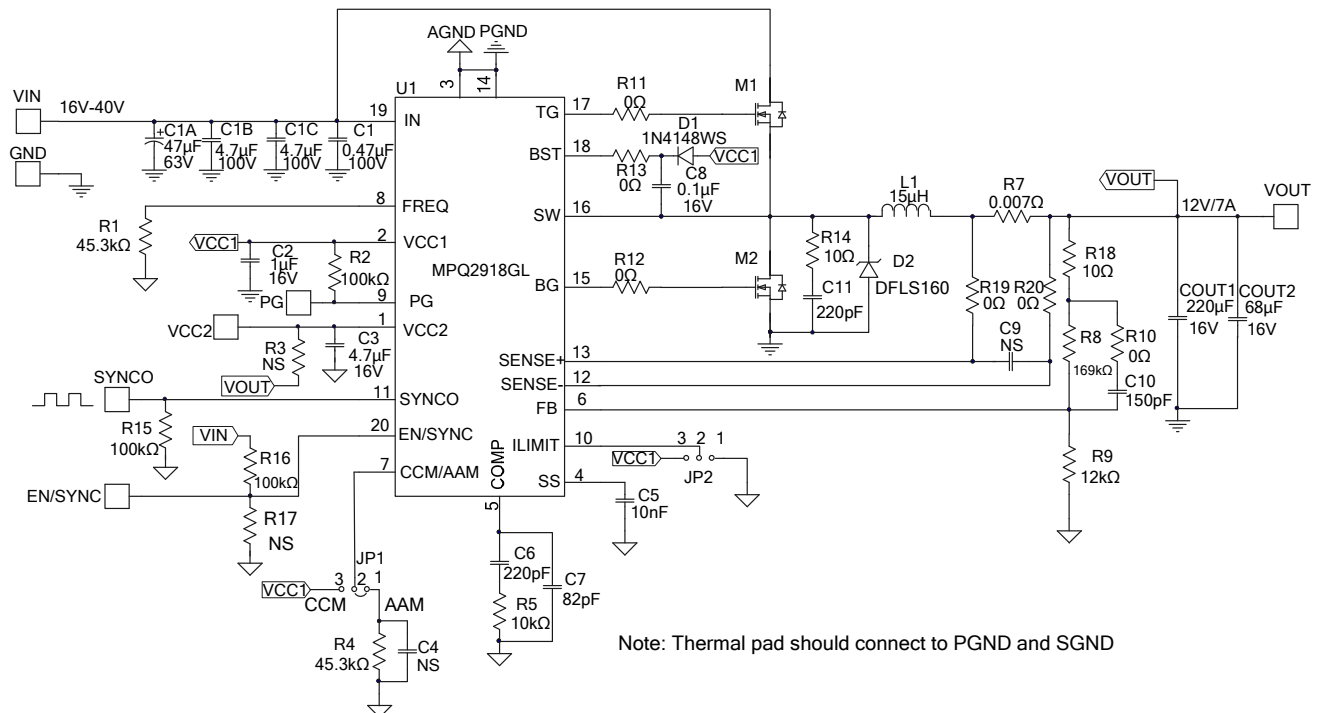 AGND
PGND
3
14
U1
VIN
16V-40V
19
IN
+
C1A
47µF
63V
C1B
4.7µF
100V
C1C
4.7µF
100V
C1
0.47µF
100V
GND
8
FREQ
R1
45.3kΩ
VCC1
2
VCC1
C2
1µF
16V
R2
100kΩ
MPQ2918GL
PG
9
PG
VCC2
1
VCC2
R3
NS
C3
4.7µF
16V
VOUT
SYNCO
11
SYNCO
R15
100kΩ
VIN
20
EN/SYNC
R16
100kΩ
7
CCM/AAM
EN/SYNC
R17
NS
JP1
VCC1
3
2
1
CCM
AAM
R4
45.3kΩ
C4
NS
COMP
5
C6
220pF
C7
82pF
R5
10kΩ
TG
17
R11
0Ω
M1
BST
18
R13
0Ω
D1
1N4148WS
VCC1
C8
0.1µF
16V
SW
16
L1
15µH
R7
0.007Ω
VOUT
12V/7A
VOUT
R14
10Ω
C11
220pF
D2
DFLS160
BG
15
R12
0Ω
M2
R18
10Ω
R19
0Ω
R20
0Ω
C9
NS
COUT1
220µF
16V
COUT2
68µF
16V
R8
169kΩ
R10
0Ω
C10
150pF
SENSE+
13
SENSE-
12
FB
6
R9
12kΩ
ILIMIT
10
VCC1
3
2
1
JP2
SS
4
C5
10nF
Note: Thermal pad should connect to PGND and SGND